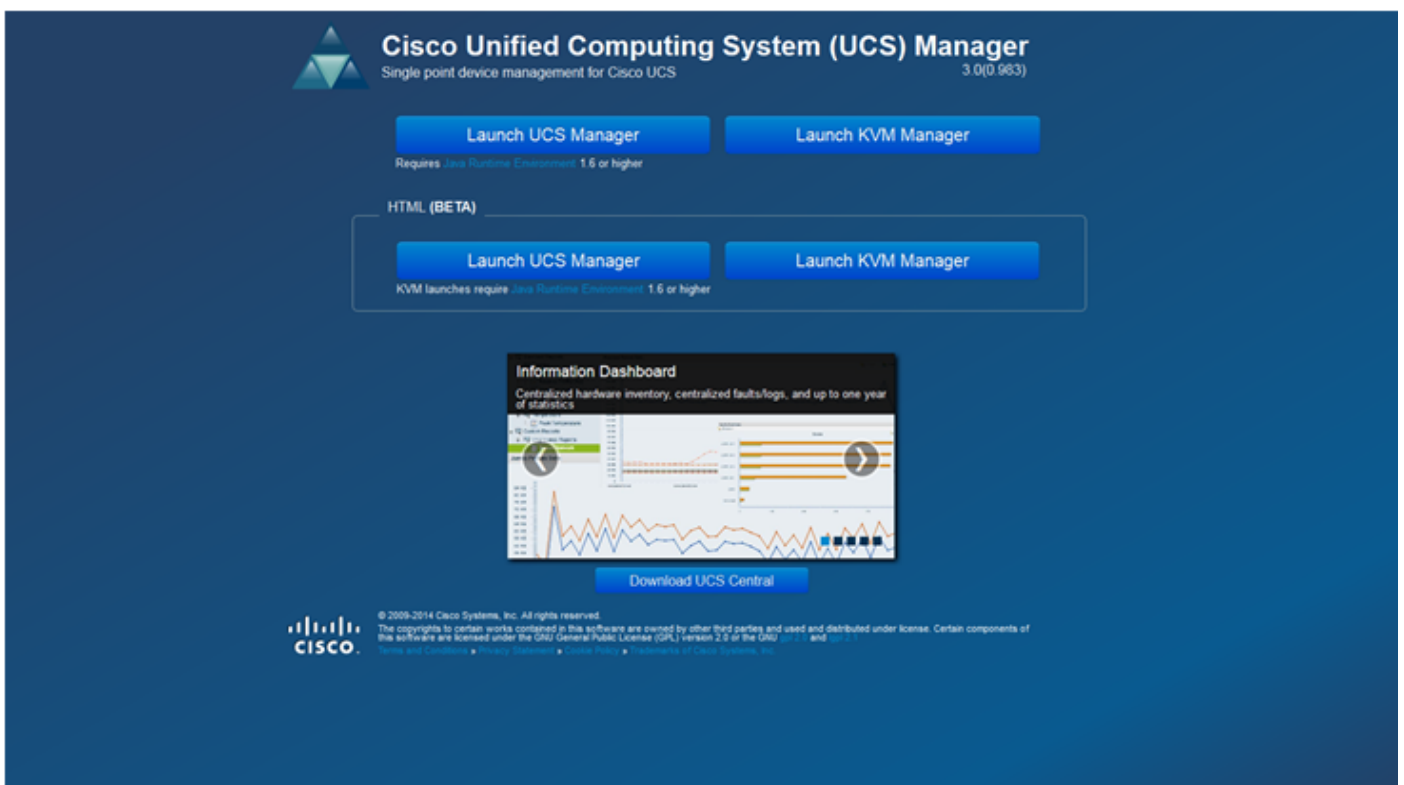 Cisco Unified Computing System (UCS) Manager
Single point device management for Cisco UCS
3.0(0.983)
Launch UCS Manager
Launch KVM Manager
Requires Java Runtime Environment 1.6 or higher
HTML (BETA)
Launch UCS Manager
Launch KVM Manager
KVM launches require Java Runtime Environment 1.6 or higher
Information Dashboard
Centralized hardware inventory, centralized faults/logs, and up to one year
of statistics
Download UCS Central
© 2009-2014 Cisco Systems, Inc. All rights reserved.
The copyrights to certain works contained in this software are owned by other third parties and used and distributed under license. Certain components of
this software are licensed under the GNU General Public License (GPL) version 2.0 or the GNU and
Terms and Conditions » Privacy Statement » Cookie Policy » Trademarks of Cisco Systems, Inc.
CISCO.